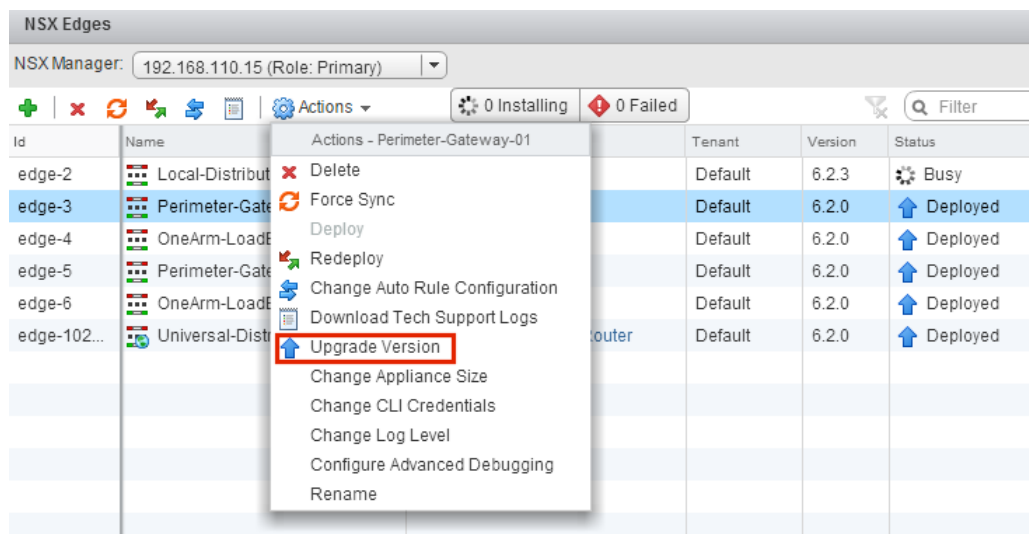 NSX Edges
NSX Manager: 192.168.110.15 (Role: Primary)
Actions 0 Installing 0 Failed Filter
Id Name Tenant Version Status
Actions - Perimeter-Gateway-01
Delete
Force Sync
Deploy
Redeploy
Change Auto Rule Configuration
Download Tech Support Logs
Upgrade Version
Change Appliance Size
Change CLI Credentials
Change Log Level
Configure Advanced Debugging
Rename
edge-2 Local-Distribut Default 6.2.3 Busy
edge-3 Perimeter-Gate Default 6.2.0 Deployed
edge-4 OneArm-Load Default 6.2.0 Deployed
edge-5 Perimeter-Gate Default 6.2.0 Deployed
edge-6 OneArm-Load Default 6.2.0 Deployed
edge-102... Universal-Distr outer Default 6.2.0 Deployed